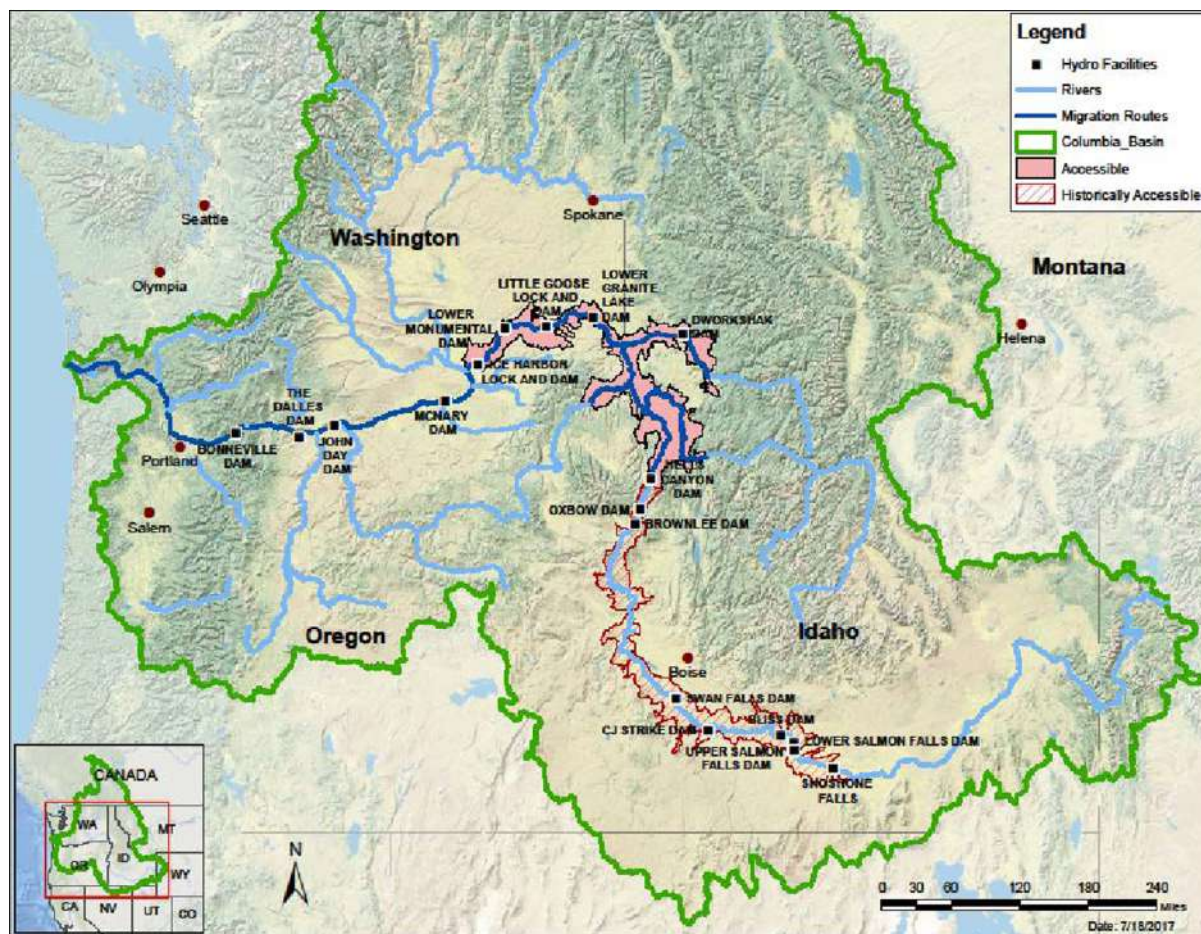 Legend
Hydro Facilities
Rivers
Migration Routes
Columbia_Basin
Accessible
Historically Accessible
Seattle
Spokane
Washington
Olympia
Montana
Helena
LITTLE GOOSE
LOCK AND
DAM
LOWER
GRANITE
LAKE
DAM
LOWER
MONUMENTAL
DAM
DWORKSHAK
DAM
ICE HARBOR
LOCK AND DAM
THE
DALLES
DAM
MCNARY
DAM
JOHN
DAY
DAM
BONNEVILLE
DAM
Portland
HELLS
CANYON
DAM
Salem
OXBOW DAM
BROWNLEE DAM
Oregon
Idaho
Boise
SWAN FALLS DAM
BLISS DAM
CJ STRIKE DAM
LOWER SALMON FALLS DAM
UPPER SALMON
FALLS DAM
SHOSHONE
FALLS
CANADA
WA
MT
OR
ID
WY
CA
NV
UT
CO
N
0 30 60 120 180 240
Miles
Date: 7/18/2017